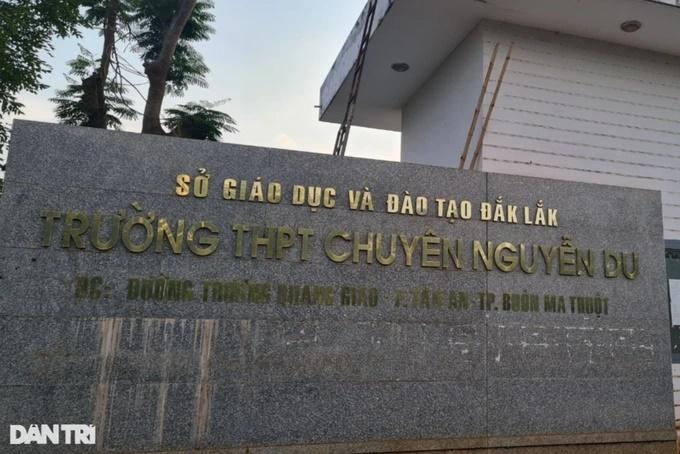 SỞ GIÁO DỤC VÀ ĐÀO TẠO ĐẮK LẮK
TRƯỜNG THPT CHUYÊN NGUYỄN DU
ĐC: ĐƯỜNG TRƯƠNG QUANG GIAO P.TÂN AN-TP. BUÔN MA THUỘT
DÂN TRÍ